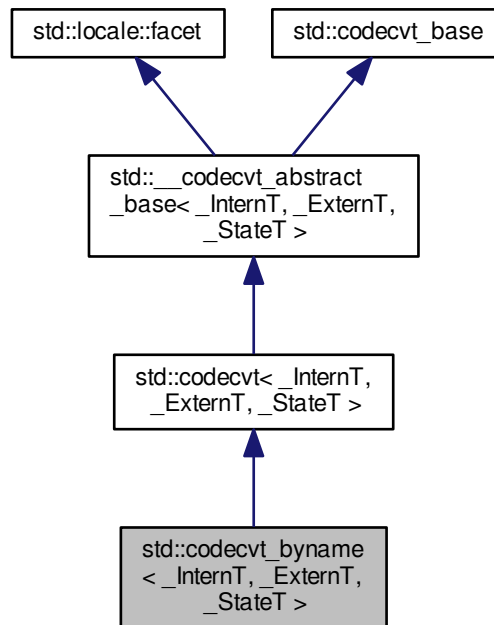 std::locale::facet
std::codecvt_base
std::__codecvt_abstract
_base< _InternT, _ExternT,
_StateT >
std::codecvt< _InternT,
_ExternT, _StateT >
std::codecvt_byname
< _InternT, _ExternT,
_StateT >